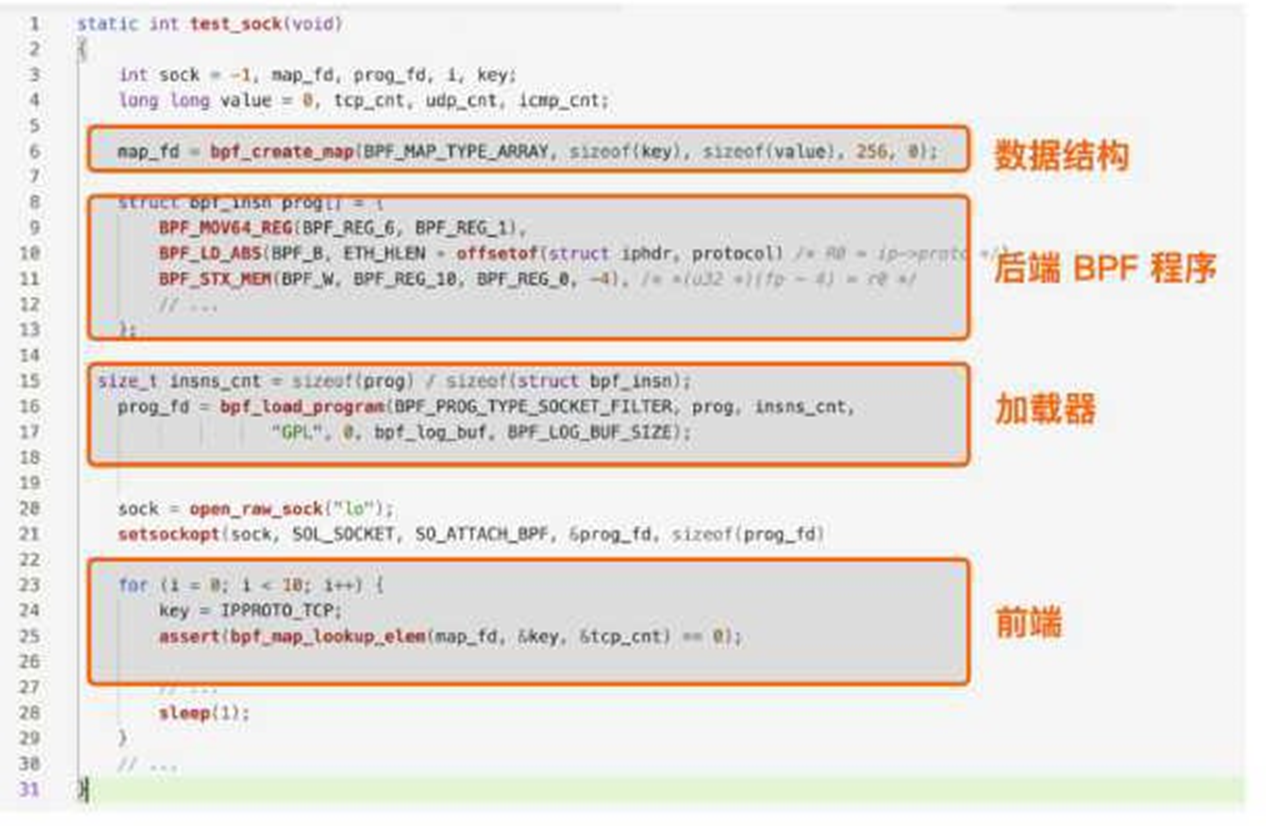 1 static int test_sock(void)
2 {
3 int sock = -1, map_fd, prog_fd, i, key;
4 long long value = 0, tcp_cnt, udp_cnt, icmp_cnt;
5
6 map_fd = bpf_create_map(BPF_MAP_TYPE_ARRAY, sizeof(key), sizeof(value), 256, 0);
数据结构
7
8 struct bpf_insn prog[] = {
9 BPF_MOV64_REG(BPF_REG_6, BPF_REG_1),
10 BPF_LD_ABS(BPF_B, ETH_HLEN + offsetof(struct iphdr, protocol) /* R0 = ip->proto */),
后端 BPF 程序
11 BPF_STX_MEM(BPF_W, BPF_REG_10, BPF_REG_0, -4), /* *(u32 *)(fp - 4) = r0 */
12 // ...
13 };
14
15 size_t insns_cnt = sizeof(prog) / sizeof(struct bpf_insn);
16 prog_fd = bpf_load_program(BPF_PROG_TYPE_SOCKET_FILTER, prog, insns_cnt,
加载器
17 "GPL", 0, bpf_log_buf, BPF_LOG_BUF_SIZE);
18
19
20 sock = open_raw_sock("lo");
21 setsockopt(sock, SOL_SOCKET, SO_ATTACH_BPF, &prog_fd, sizeof(prog_fd)
22
23 for (i = 0; i < 10; i++) {
24 key = IPPROTO_TCP;
前端
25 assert(bpf_map_lookup_elem(map_fd, &key, &tcp_cnt) == 0);
26
27 // ...
28 sleep(1);
29 }
30 // ...
31 }